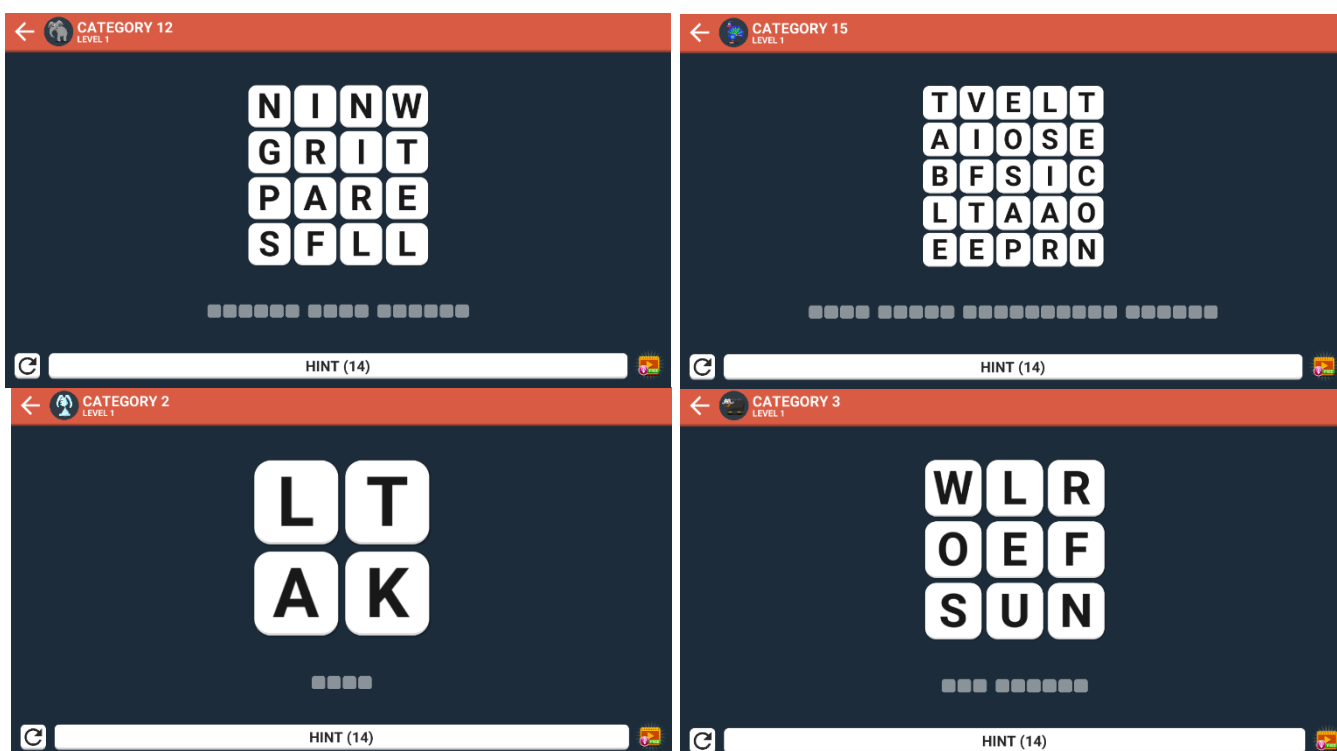 CATEGORY 12
LEVEL 1
N I N W
G R I T
P A R E
S F L L
HINT (14)
CATEGORY 15
LEVEL 1
T V E L T
A I O S E
B F S I C
L T A A O
E E P R N
HINT (14)
CATEGORY 2
LEVEL 1
L T
A K
HINT (14)
CATEGORY 3
LEVEL 1
W L R
O E F
S U N
HINT (14)